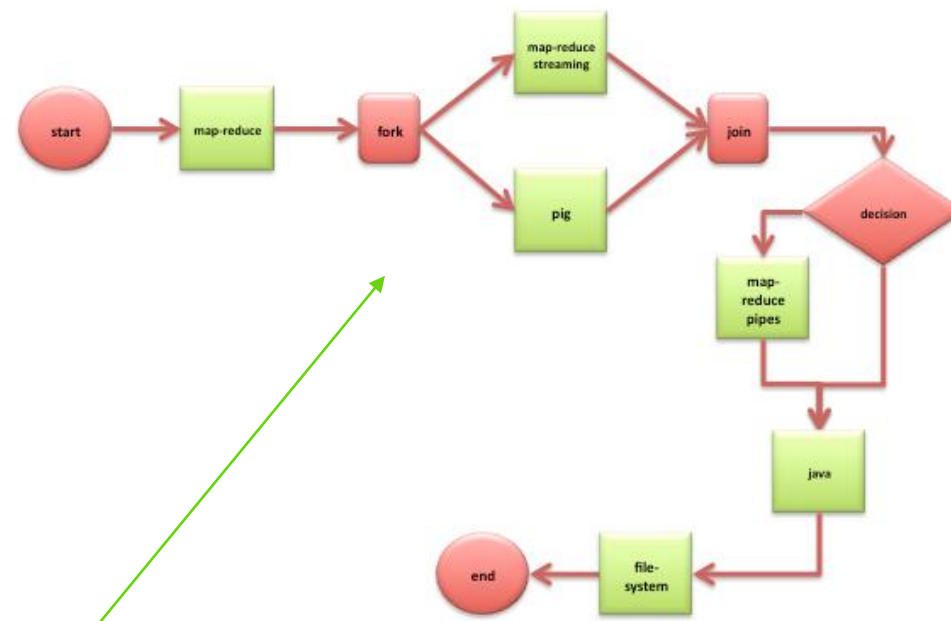 start
map-reduce
fork
map-reduce
streaming
pig
join
decision
map-
reduce
pipes
java
file-
system
end